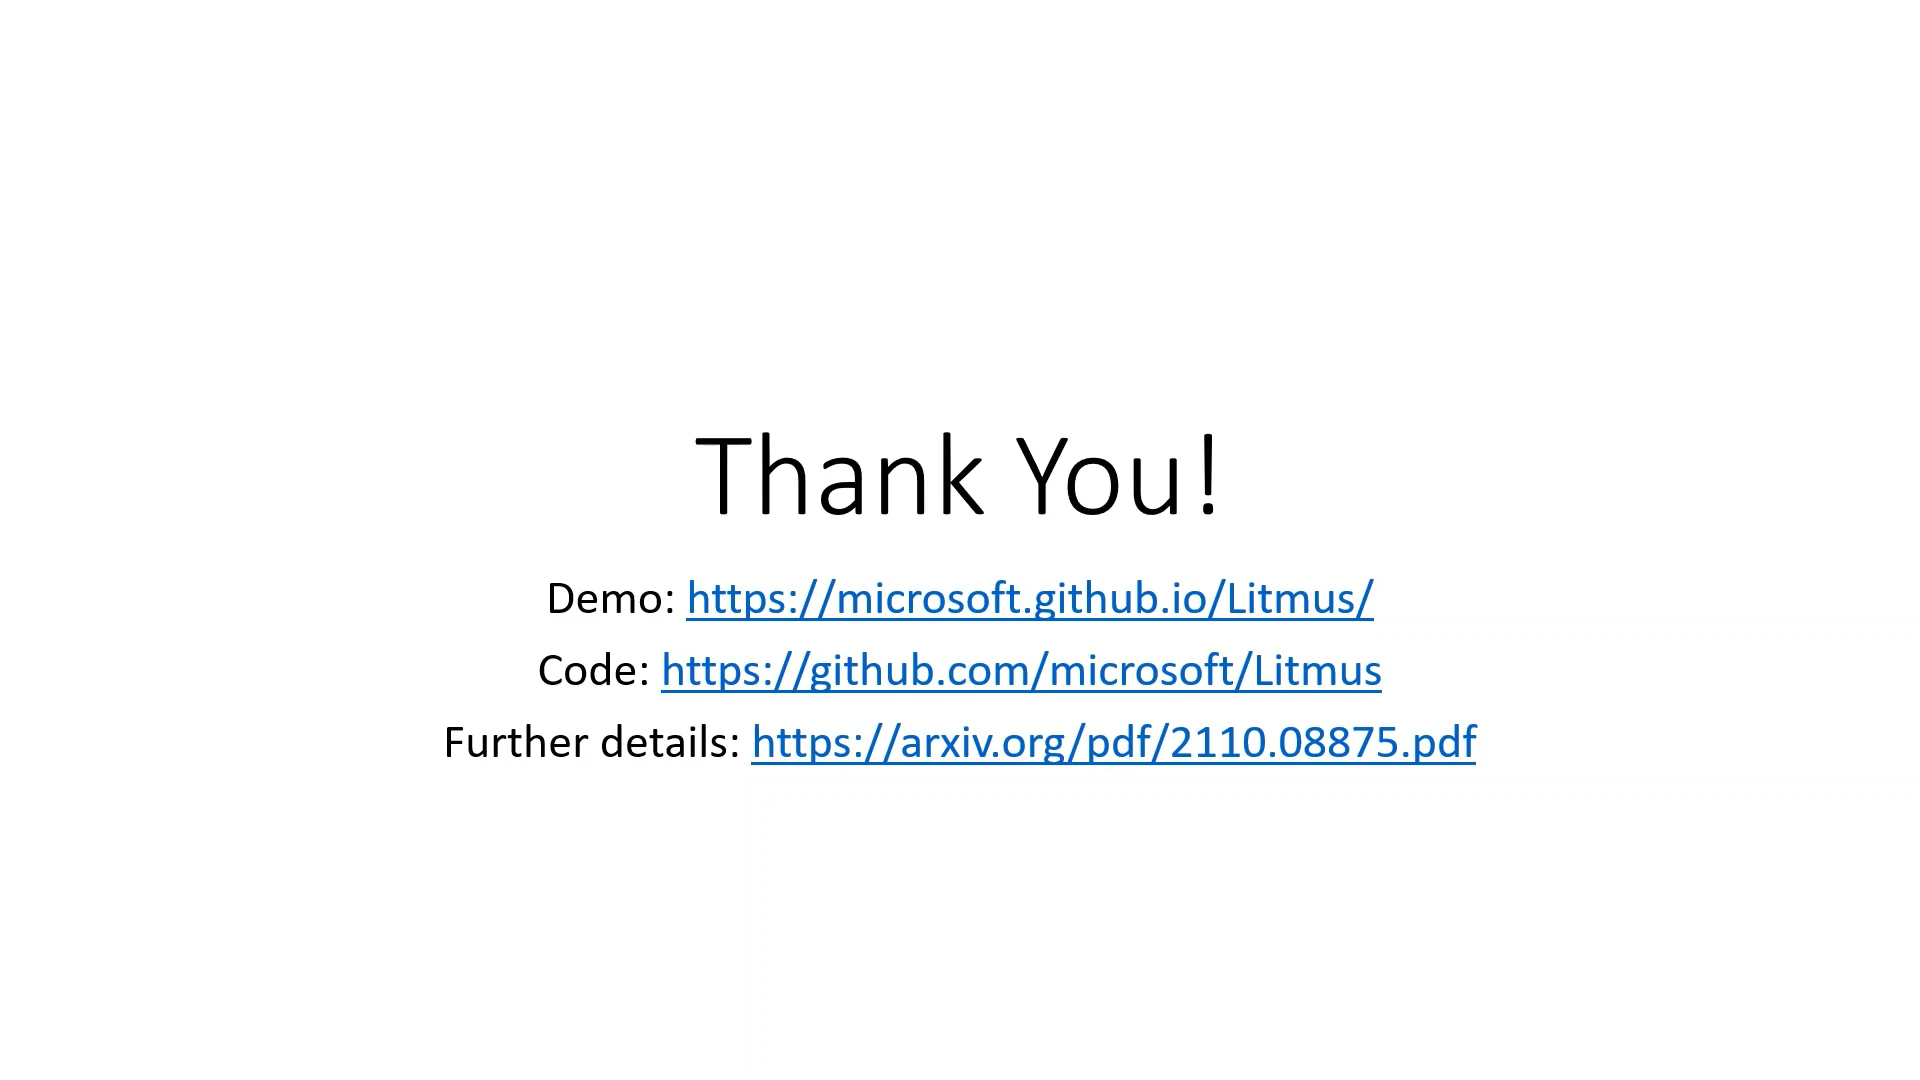 Thank You!
Demo: https://microsoft.github.io/Litmus/
Code: https://github.com/microsoft/Litmus
Further details: https://arxiv.org/pdf/2110.08875.pdf